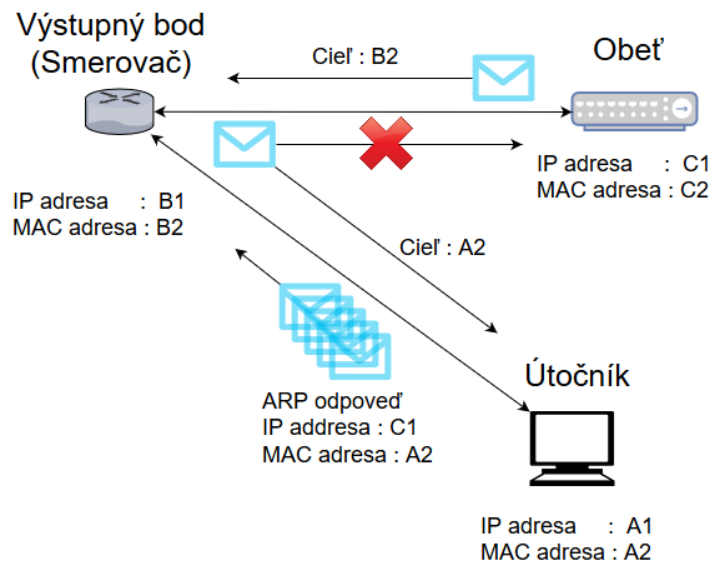 Výstupný bod
(Smerovač)
Cieľ : B2
Obeť
IP adresa : C1
MAC adresa : C2
IP adresa : B1
MAC adresa : B2
Cieľ : A2
Útočník
ARP odpoveď
IP addresa : C1
MAC adresa : A2
IP adresa : A1
MAC adresa : A2